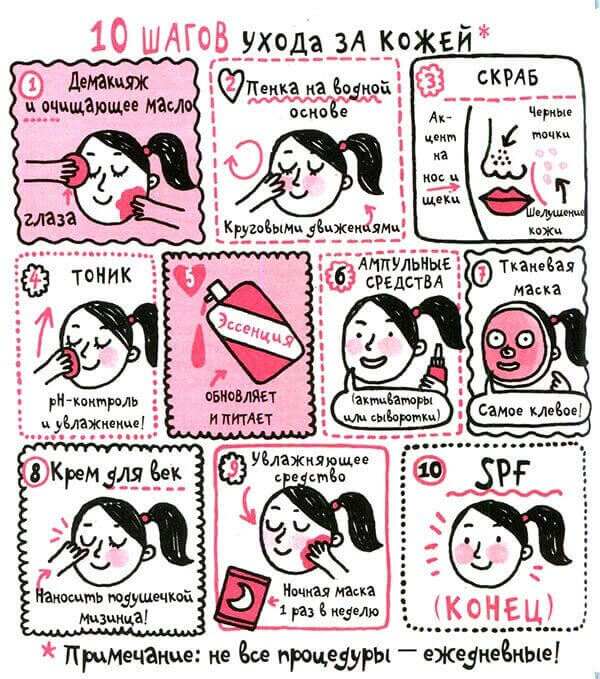 10 ШАГОВ УХОДА ЗА КОЖЕЙ*
1 Демакияж
и очищающее масло
глаза
2 Пенка на водной
основе
Круговыми движениями
3 СКРАБ
Ак-
цент
на
нос и
щеки
Черные
точки
Шелушение
кожи
4 ТОНИК
pH-контроль
и увлажнение!
5
Эссенция
ОБНОВЛЯЕТ
И ПИТАЕТ
6 АМПУЛЬНЫЕ
СРЕДСТВА
(активаторы
или сыворотки)
7 Тканевая
маска
Самое клевое!
8 Крем для век
Наносить подушечкой
мизинца!
9 Увлажняющее
средство
Ночная маска
1 раз в неделю
10 SPF
(КОНЕЦ)
* Примечание: не все процедуры — ежедневные!